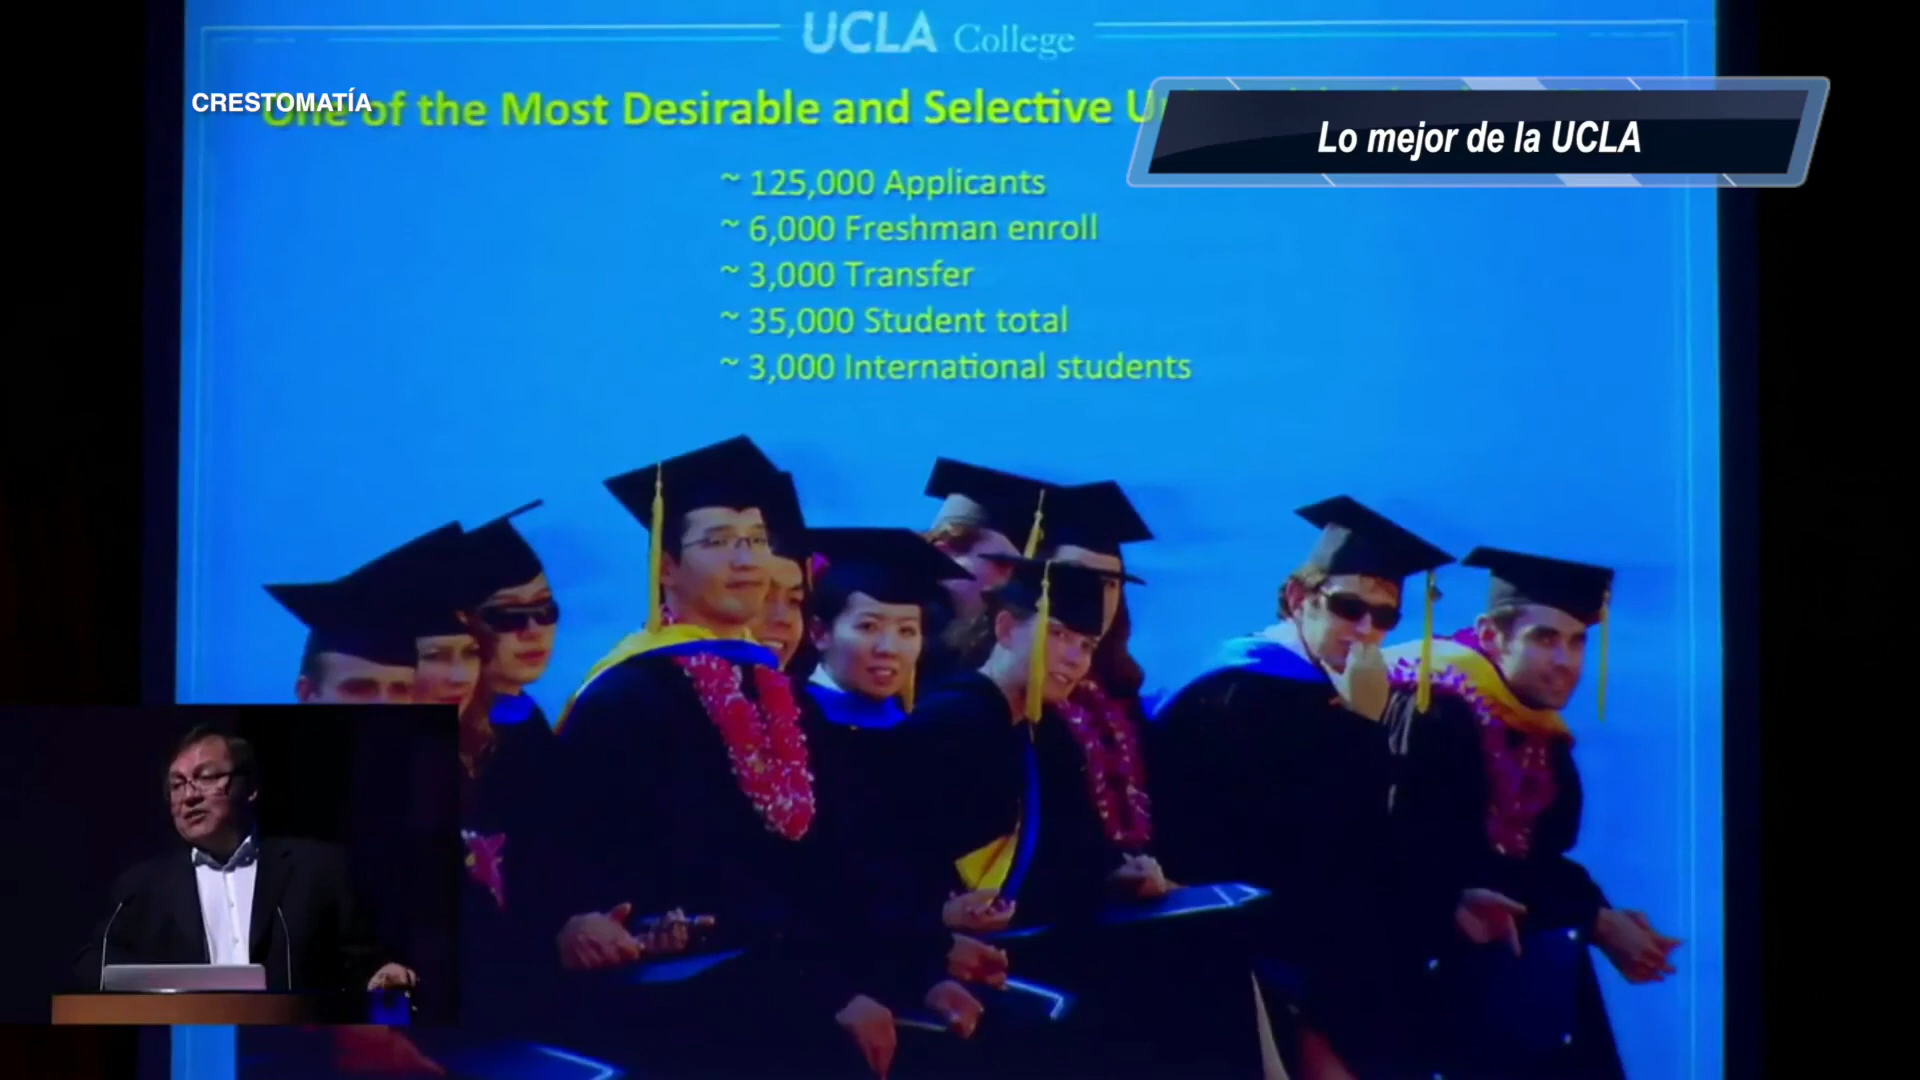 UCLA College
CRESTOMATÍA
One of the Most Desirable and Selective
Lo mejor de la UCLA
~ 125,000 Applicants
~ 6,000 Freshman enroll
~ 3,000 Transfer
~ 35,000 Student total
~ 3,000 International students